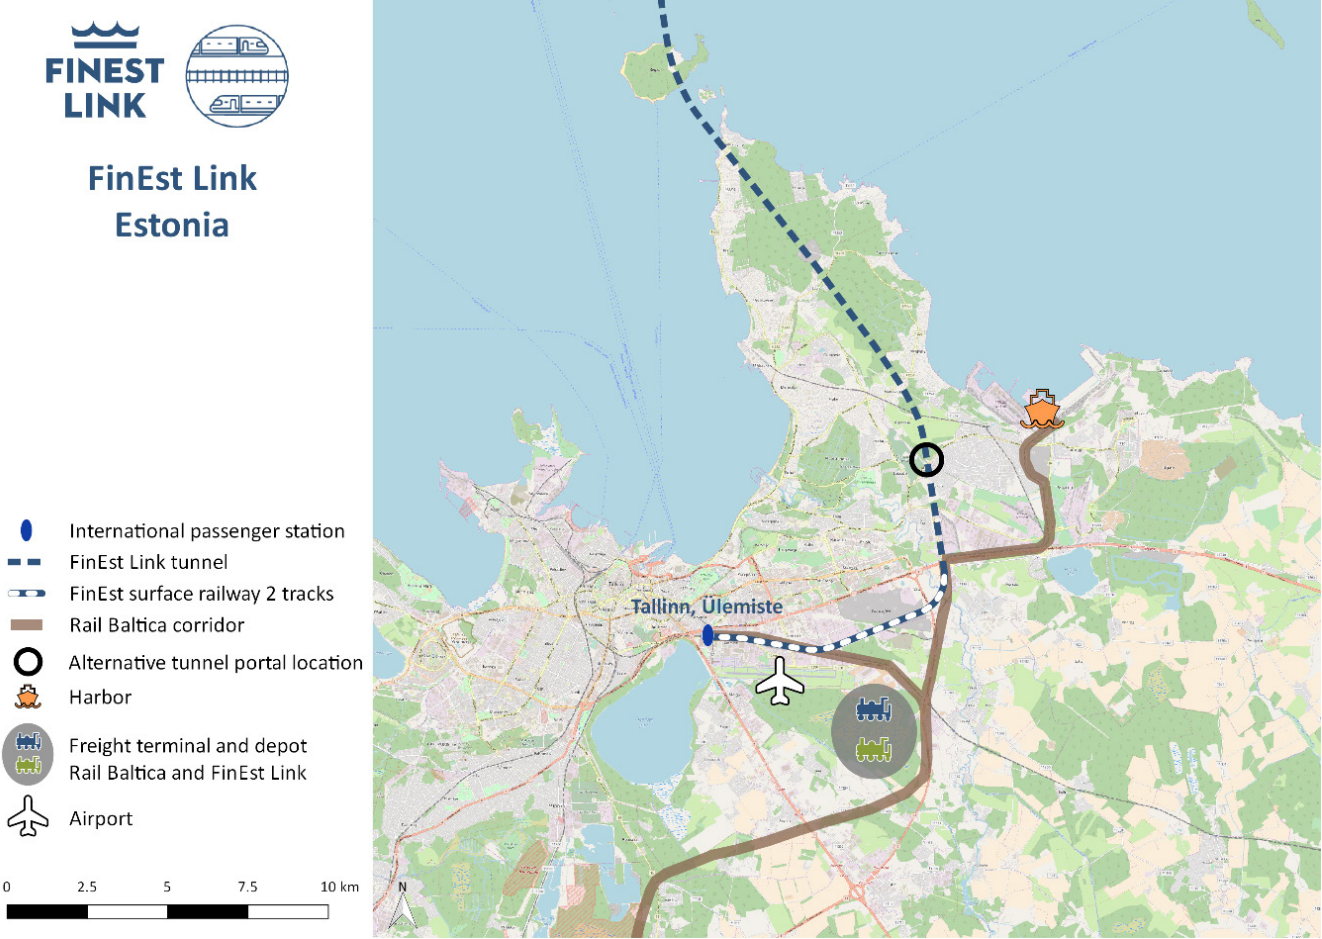 FINEST
LINK
FinEst Link
Estonia
International passenger station
FinEst Link tunnel
FinEst surface railway 2 tracks
Rail Baltica corridor
Alternative tunnel portal location
Harbor
Freight terminal and depot
Rail Baltica and FinEst Link
Airport
0 2.5 5 7.5 10 km
N
Tallinn, Ülemiste